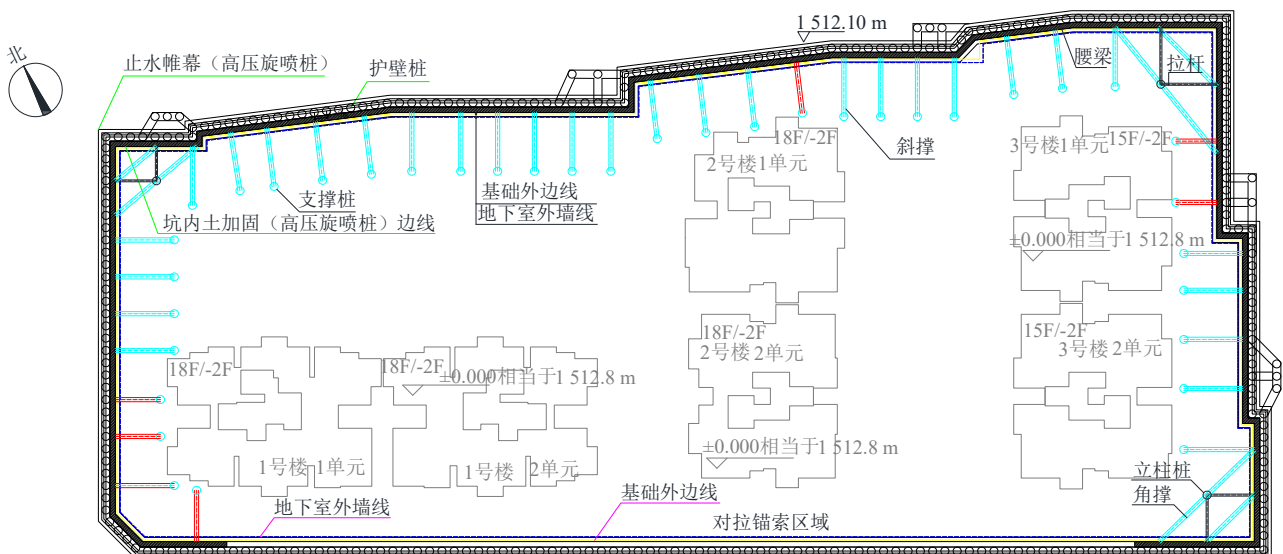 北
1 512.10 m
止水帷幕（高压旋喷桩）
护壁桩
腰梁
拉杆
18F/-2F
2号楼1单元
斜撑
3号楼1单元
15F/-2F
支撑桩
基础外边线
地下室外墙线
坑内土加固（高压旋喷桩）边线
±0.000相当于1 512.8 m
18F/-2F
2号楼2单元
15F/-2F
3号楼2单元
18F/-2F
18F/-2F
±0.000相当于1 512.8 m
±0.000相当于1 512.8 m
1号楼 1单元
1号楼 2单元
立柱桩
角撑
基础外边线
地下室外墙线
对拉锚索区域